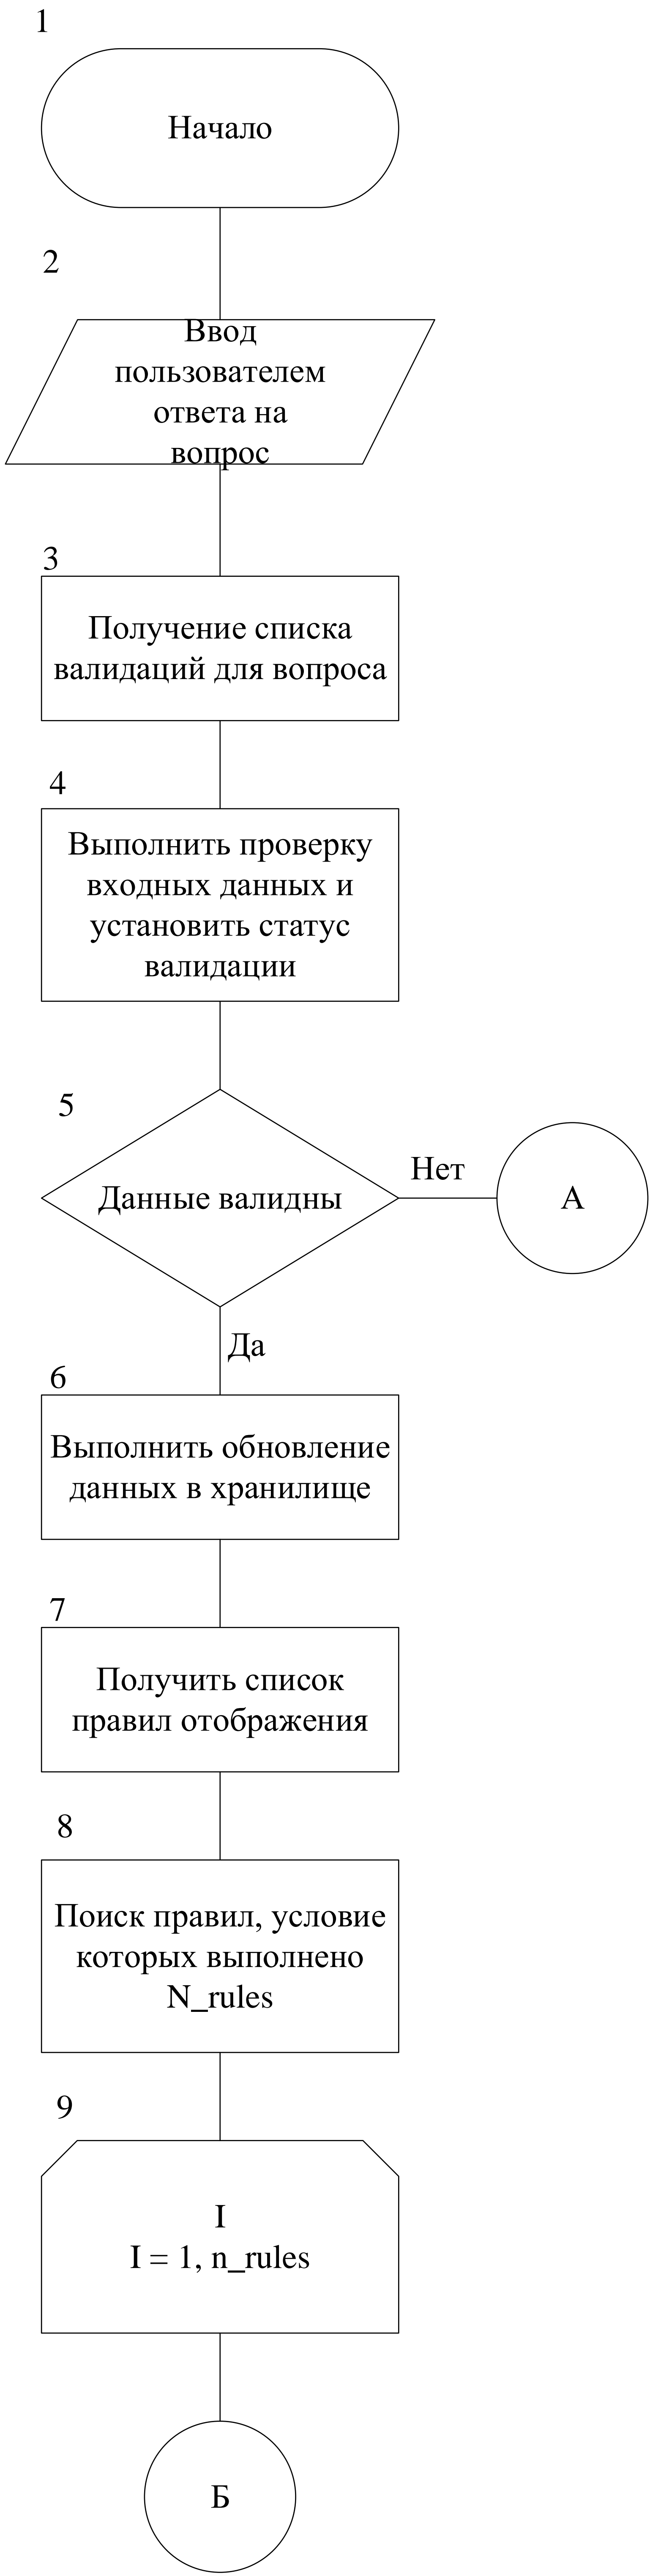 1
Начало
2
Ввод
пользователем
ответа на
вопрос
3
Получение списка
валидаций для вопроса
4
Выполнить проверку
входных данных и
установить статус
валидации
5
Данные валидны
Нет
А
Да
6
Выполнить обновление
данных в хранилище
7
Получить список
правил отображения
8
Поиск правил, условие
которых выполнено
N_rules
9
I
I = 1, n_rules
Б